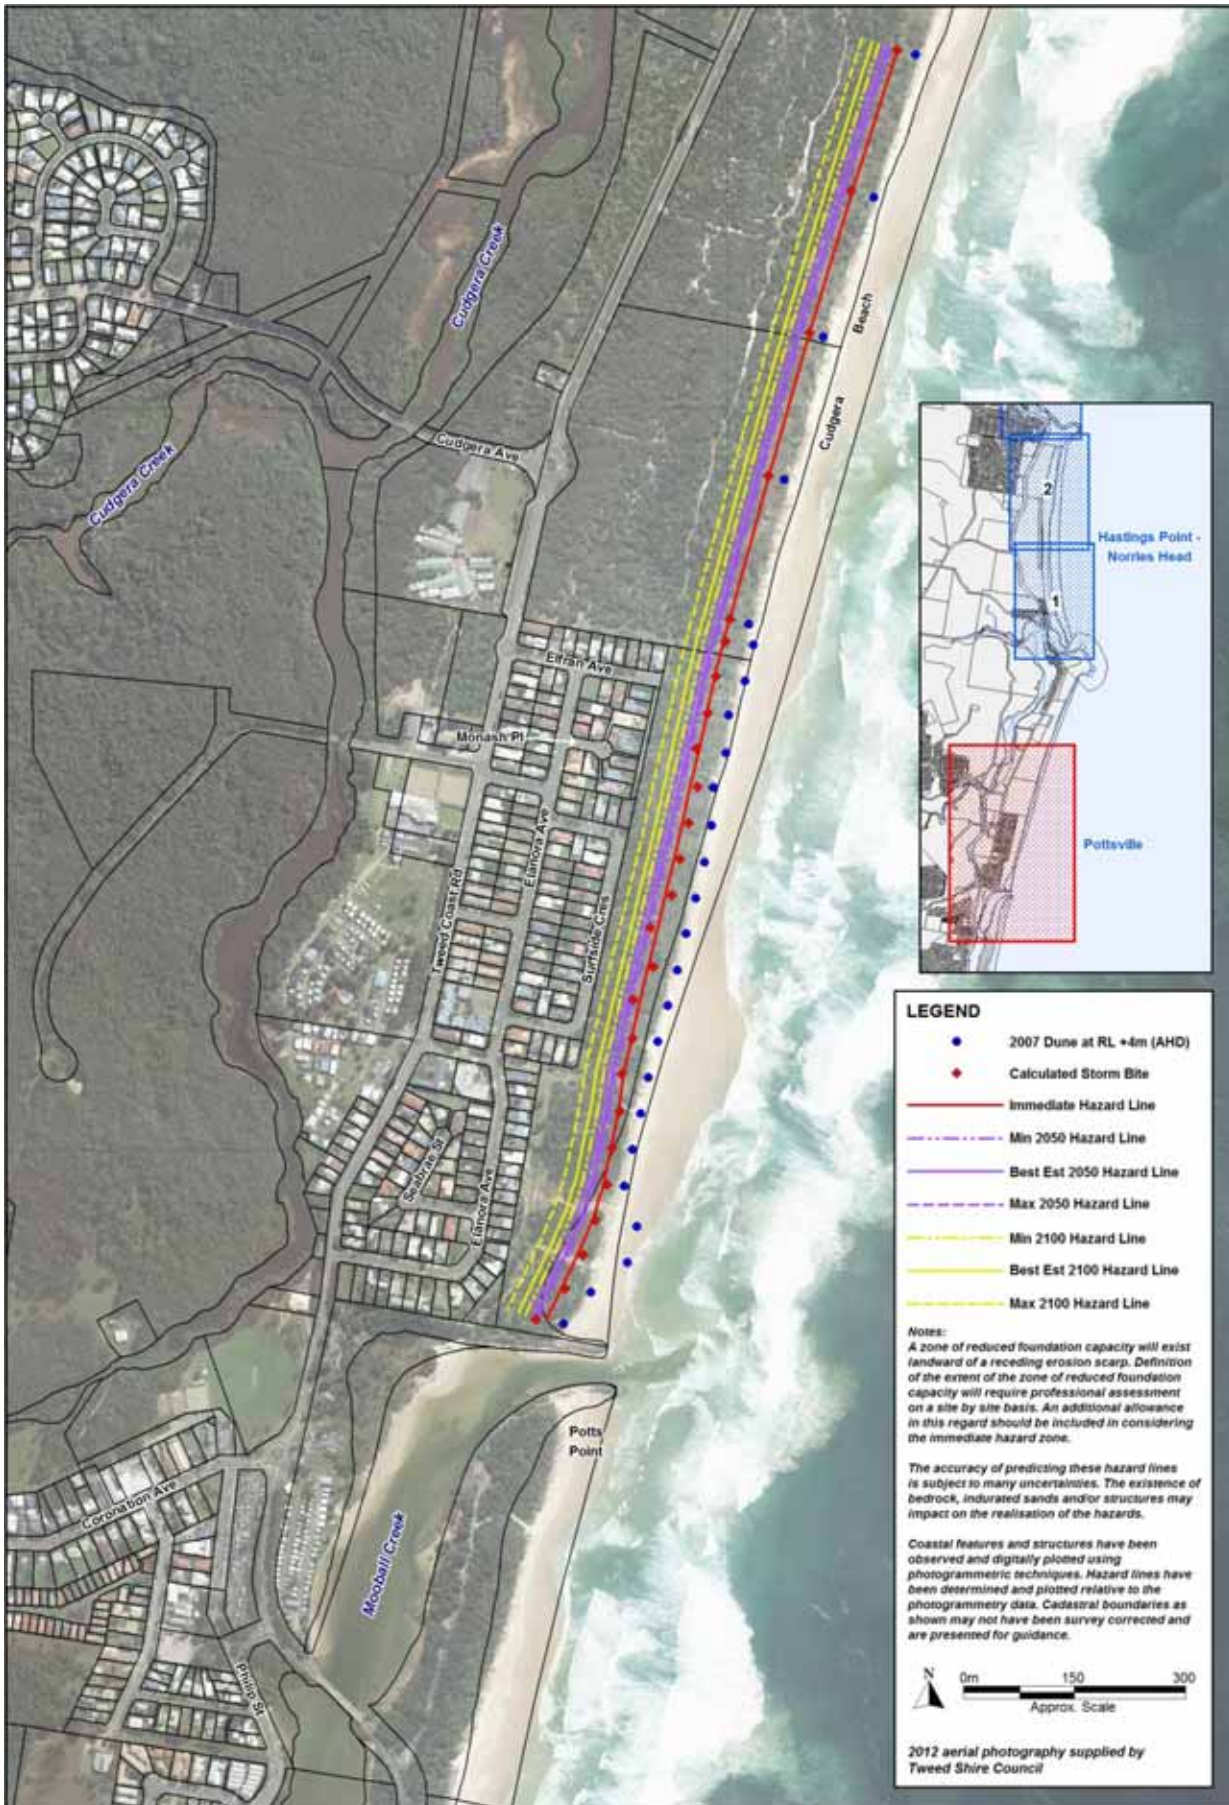 Cudgera Creek
Beach
Cudgera
Cudgera Ave
Cudgera Creek
2
Hastings Point -
Norries Head
1
Pottsville
Elfran Ave
Monash Pl
Elanora Ave
Tweed Coast Rd
Surfside Cres
Seabrae St
Elanora Ave
Potts
Point
Coronation Ave
Mooball Creek
Philip St
LEGEND
2007 Dune at RL +4m (AHD)
Calculated Storm Bite
Immediate Hazard Line
Min 2050 Hazard Line
Best Est 2050 Hazard Line
Max 2050 Hazard Line
Min 2100 Hazard Line
Best Est 2100 Hazard Line
Max 2100 Hazard Line
Notes:
A zone of reduced foundation capacity will exist
landward of a receding erosion scarp. Definition
of the extent of the zone of reduced foundation
capacity will require professional assessment
on a site by site basis. An additional allowance
in this regard should be included in considering
the immediate hazard zone.
The accuracy of predicting these hazard lines
is subject to many uncertainties. The existence of
bedrock, indurated sands and/or structures may
impact on the realisation of the hazards.
Coastal features and structures have been
observed and digitally plotted using
photogrammetric techniques. Hazard lines have
been determined and plotted relative to the
photogrammetry data. Cadastral boundaries as
shown may not have been survey corrected and
are presented for guidance.
N
0m 150 300
Approx. Scale
2012 aerial photography supplied by
Tweed Shire Council